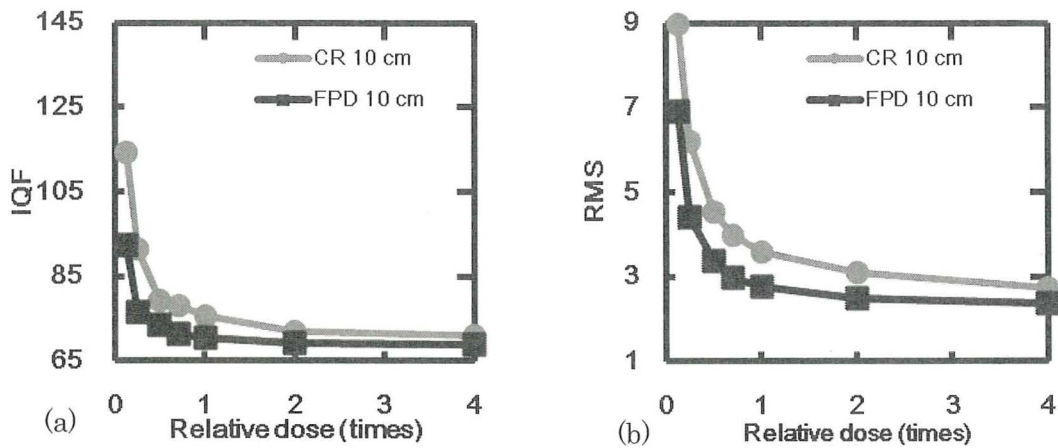 145
125
105
85
65
IQF
CR 10 cm
FPD 10 cm
0 1 2 3 4
Relative dose (times)
(a)
9
7
5
3
1
RMS
CR 10 cm
FPD 10 cm
0 1 2 3 4
Relative dose (times)
(b)